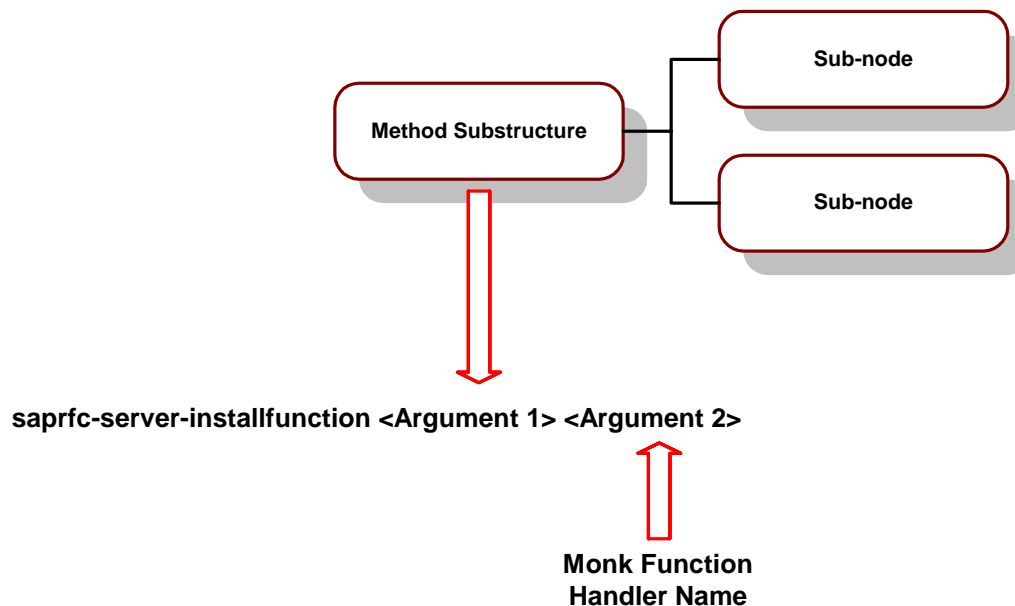 Sub-node
Method Substructure
Sub-node
saprfc-server-installfunction <Argument 1> <Argument 2>
Monk Function
Handler Name